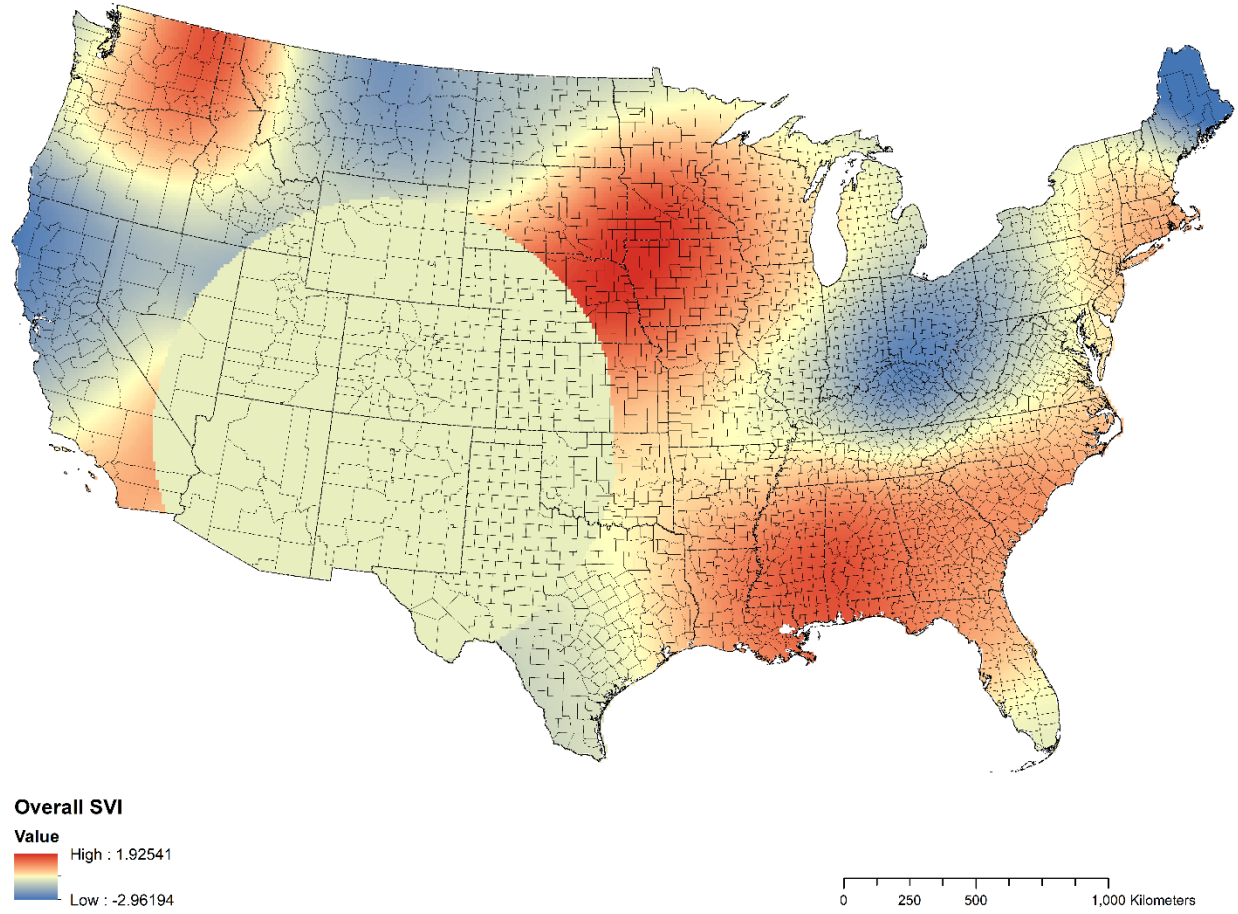 Overall SVI
Value
High : 1.92541
Low : -2.96194
0 250 500 1,000 Kilometers